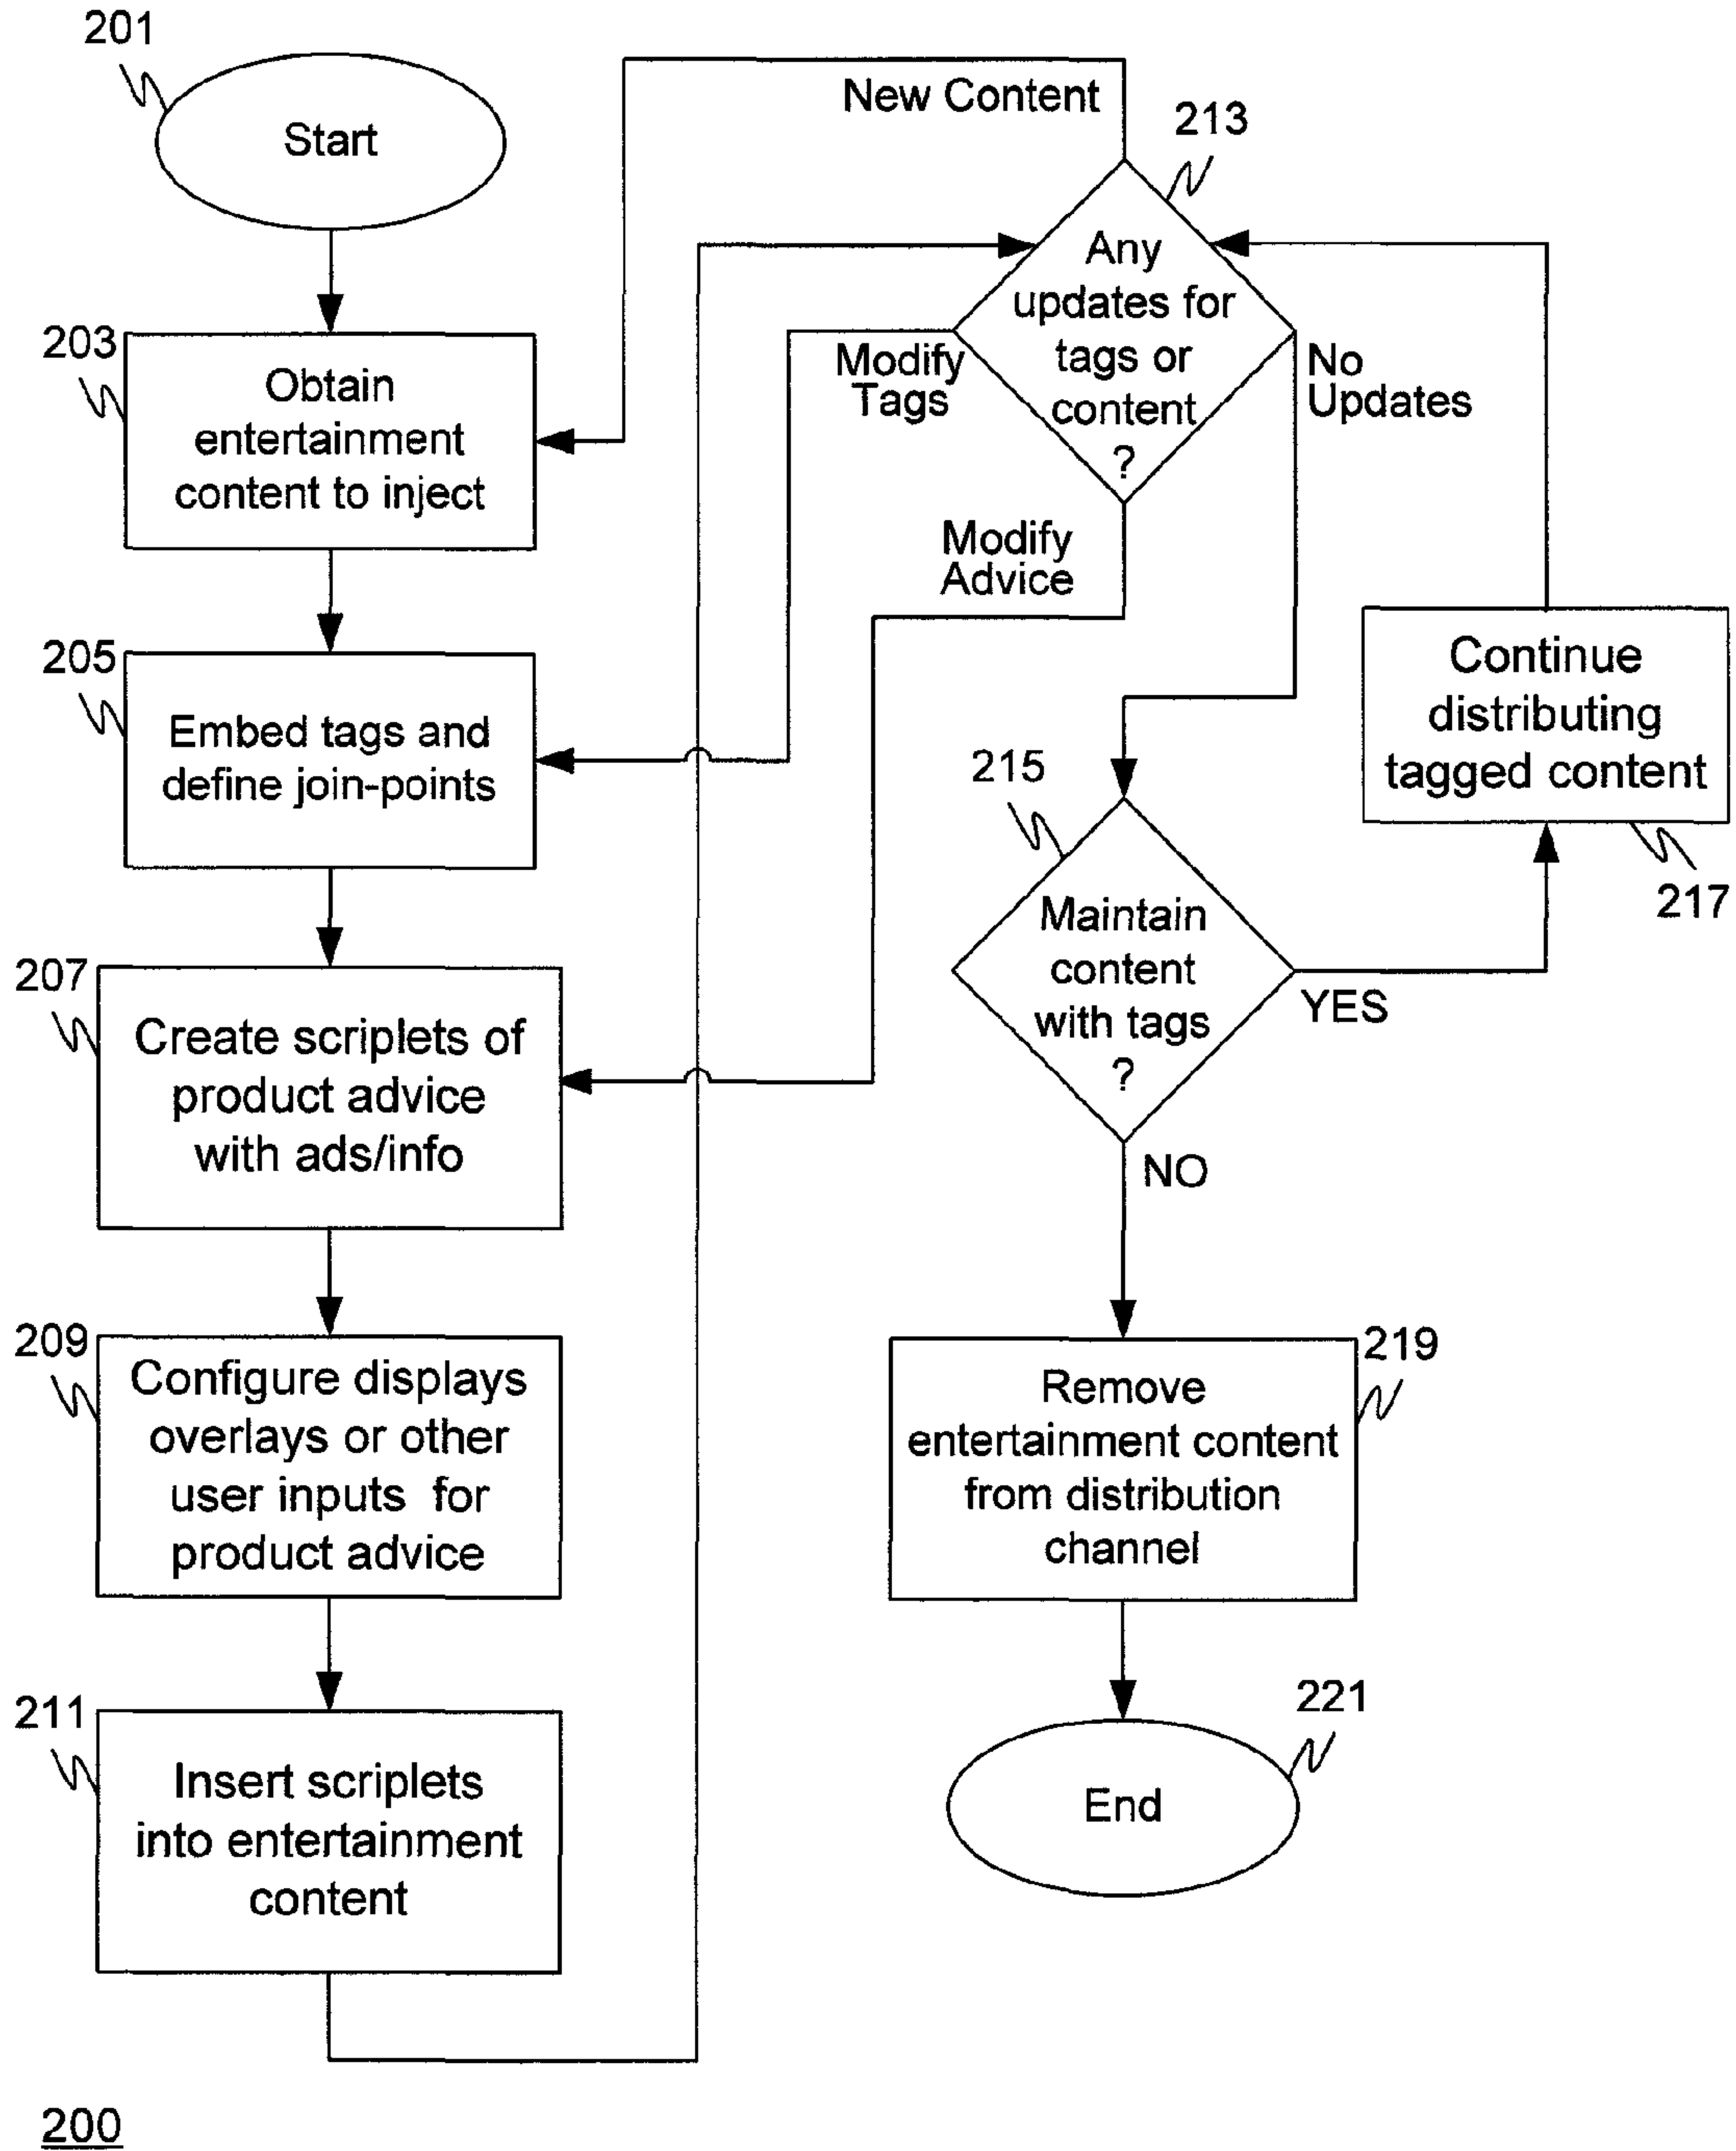 201
Start
203
Obtain
entertainment
content to inject
205
Embed tags and
define join-points
207
Create scriplets of
product advice
with ads/info
209
Configure displays
overlays or other
user inputs for
product advice
211
Insert scriplets
into entertainment
content
New Content
213
Any
updates for
tags or
content
?
Modify
Tags
No
Updates
Modify
Advice
Continue
distributing
tagged content
217
215
Maintain
content
with tags
?
YES
NO
219
Remove
entertainment content
from distribution
channel
221
End
200